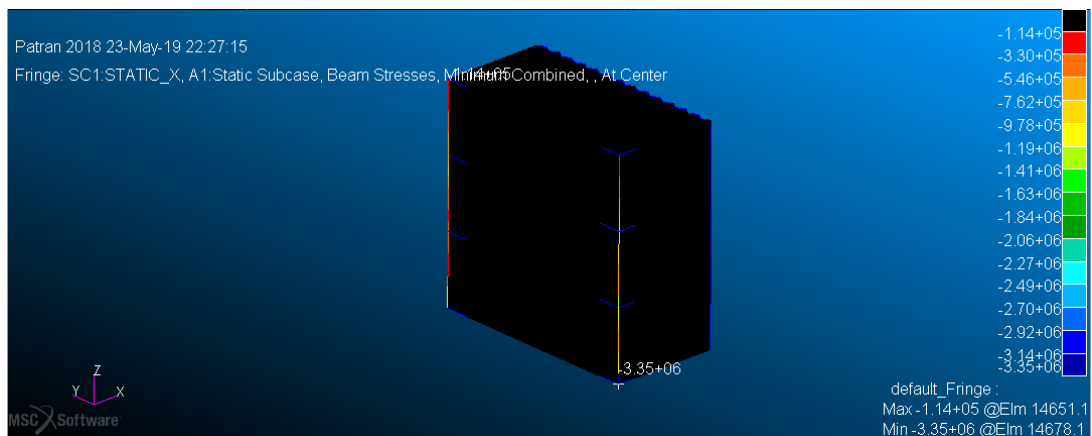 Patran 2018 23-May-19 22:27:15
Fringe: SC1:STATIC_X, A1:Static Subcase, Beam Stresses, Minimum Combined, , At Center
-1.14+05
-1.14+05
-3.30+05
-5.46+05
-7.62+05
-9.78+05
-1.19+06
-1.41+06
-1.63+06
-1.84+06
-2.06+06
-2.27+06
-2.49+06
-2.70+06
-2.92+06
-3.14+06
-3.35+06
-3.35+06
Z
Y X
MSC Software
default_Fringe :
Max -1.14+05 @Elm 14651.1
Min -3.35+06 @Elm 14678.1